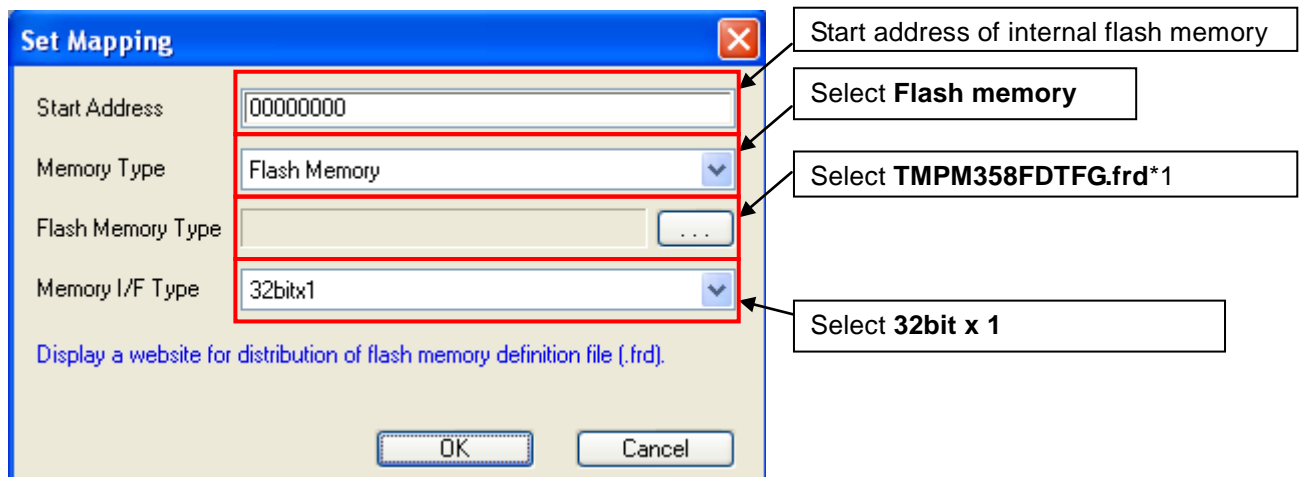 Set Mapping
Start address of internal flash memory
Start Address
00000000
Select Flash memory
Memory Type
Flash Memory
Select TMPM358FDTFG.frd*1
Flash Memory Type
...
Memory I/F Type
32bitx1
Select 32bit x 1
Display a website for distribution of flash memory definition file (.frd).
OK
Cancel